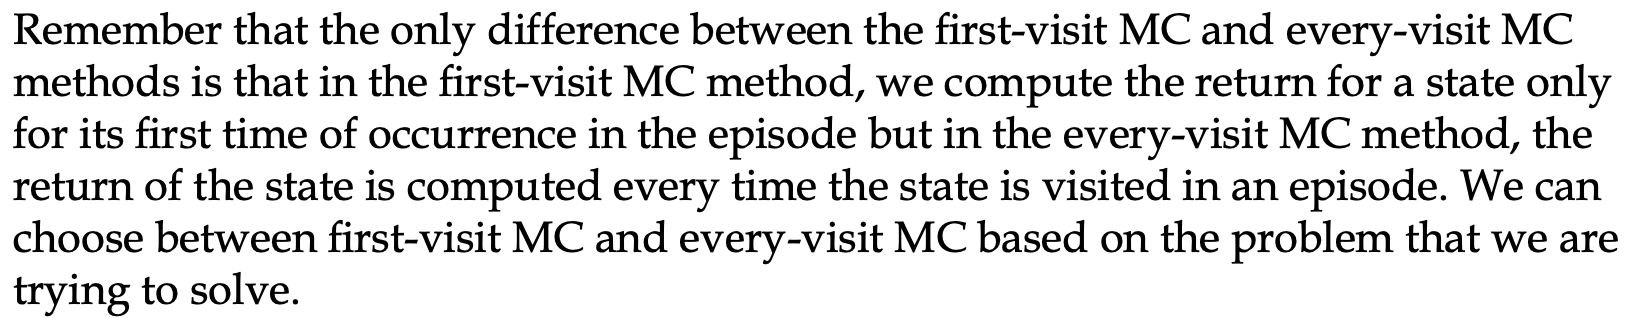 Remember that the only difference between the first-visit MC and every-visit MC
methods is that in the first-visit MC method, we compute the return for a state only
for its first time of occurrence in the episode but in the every-visit MC method, the
return of the state is computed every time the state is visited in an episode. We can
choose between first-visit MC and every-visit MC based on the problem that we are
trying to solve.